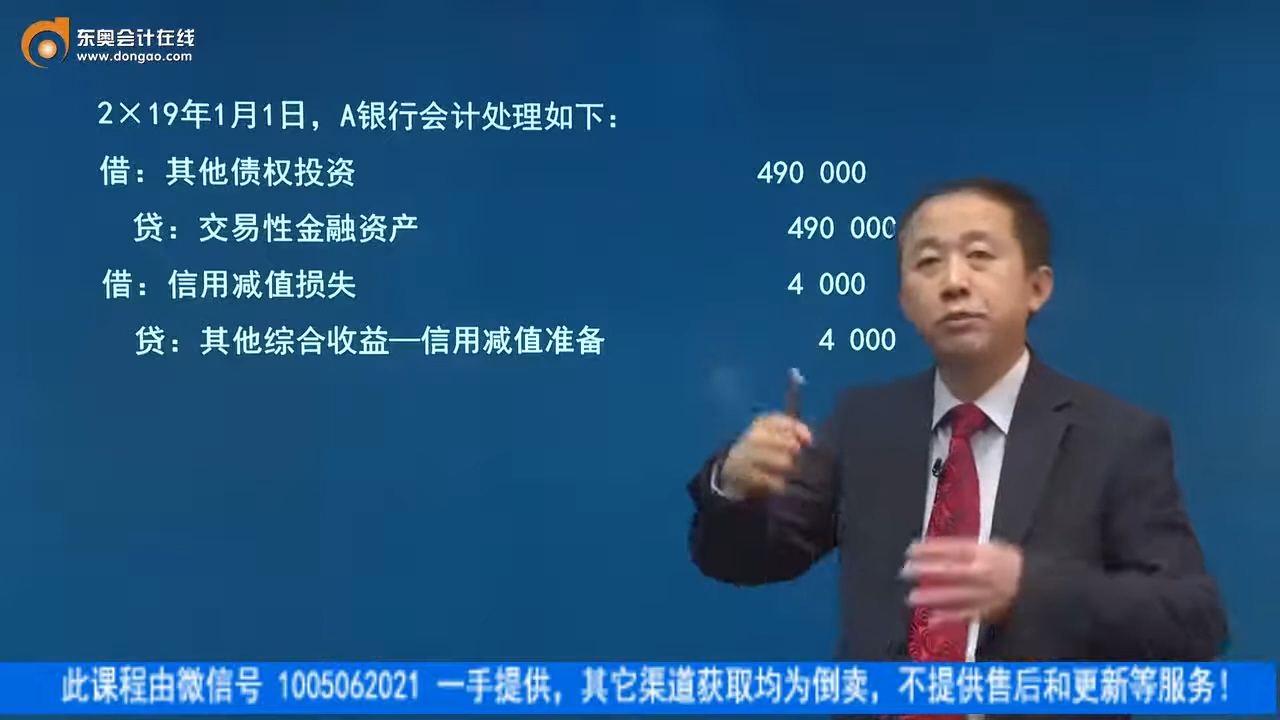 东奥会计在线
www.dongao.com
2×19年1月1日，A银行会计处理如下：
借：其他债权投资 490 000
贷：交易性金融资产 490 000
借：信用减值损失 4 000
贷：其他综合收益—信用减值准备 4 000
此课程由微信号 1005062021 一手提供，其它渠道获取均为倒卖，不提供售后和更新等服务！